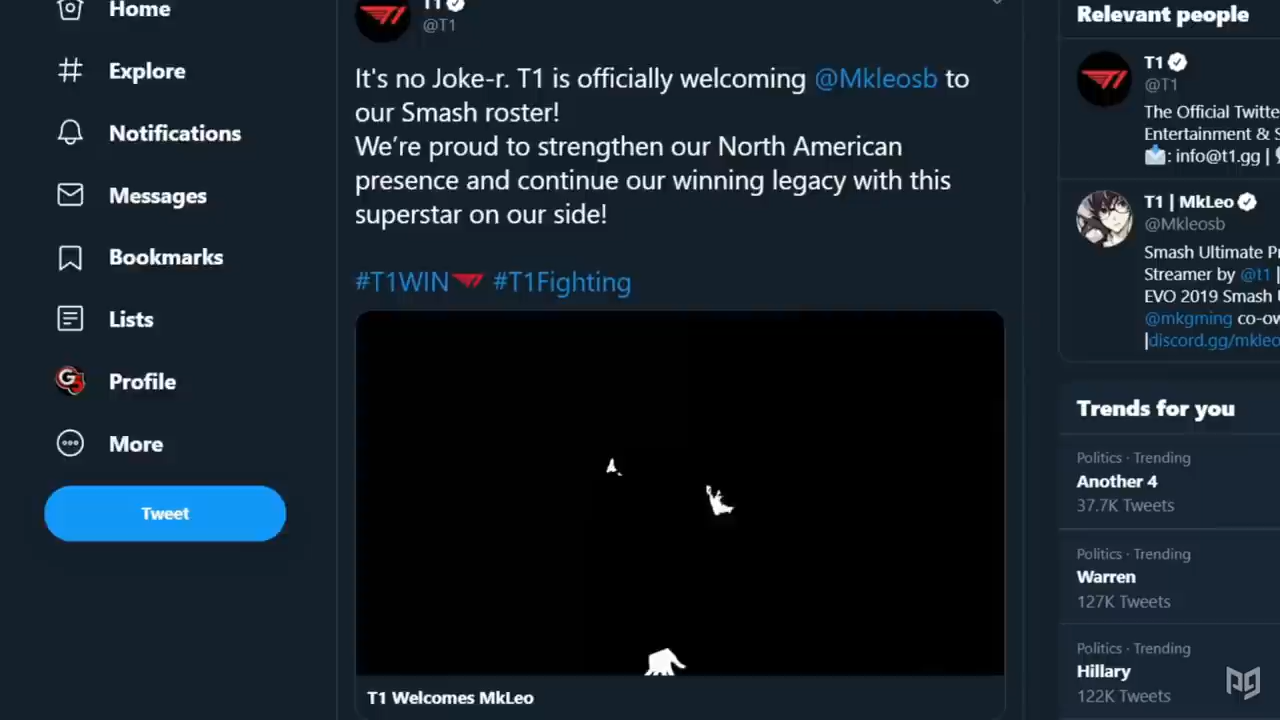 Home
Explore
Notifications
Messages
Bookmarks
Lists
Profile
More
Tweet
T1
@T1
It's no Joke-r. T1 is officially welcoming @Mkleosb to
our Smash roster!
We're proud to strengthen our North American
presence and continue our winning legacy with this
superstar on our side!
#T1WIN #T1Fighting
T1 Welcomes MkLeo
Relevant people
T1
@T1
The Official Twitte
Entertainment & S
: info@t1.gg |
T1 | MkLeo
@Mkleosb
Smash Ultimate P
Streamer by @t1 |
EVO 2019 Smash
@mkgming co-ow
|discord.gg/mkleo
Trends for you
Politics · Trending
Another 4
37.7K Tweets
Politics · Trending
Warren
127K Tweets
Politics · Trending
Hillary
122K Tweets